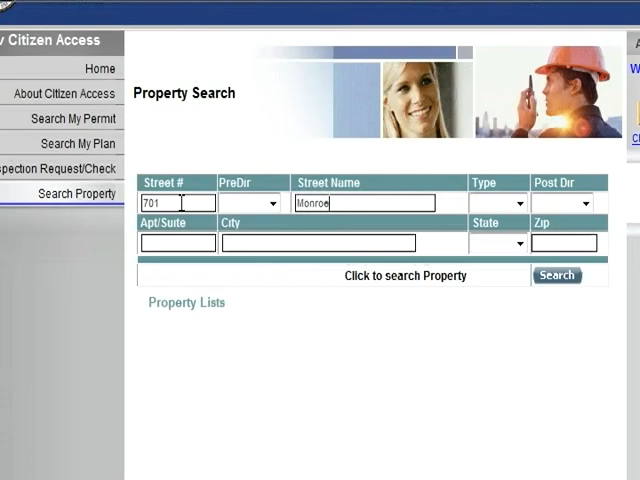 Citizen Access
Home
About Citizen Access
Search My Permit
Search My Plan
spection Request/Check
Search Property
Property Search
Street # PreDir Street Name Type Post Dir
701 Monroe
Apt/Suite City State Zip
Click to search Property Search
Property Lists